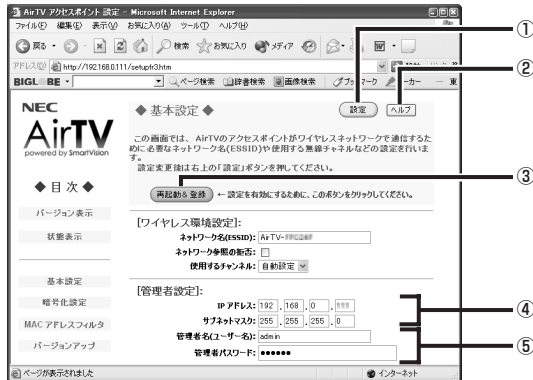 AirTV アクセスポイント 設定 - Microsoft Internet Explorer
ファイル(F) 編集(E) 表示(V) お気に入り(A) ツール(T) ヘルプ(H)
戻る 検索 お気に入り メディア
アドレス(D) http://192.168.0.111/setupfr3.htm
BIGLOBE ページ検索 辞書検索 画像検索 ブックマーク
①
②
③
④
⑤
NEC
AirTV
powered by SmartVision
◆ 目 次 ◆
バージョン表示
状態表示
基本設定
暗号化設定
MAC アドレスフィルタ
バージョンアップ
◆ 基本設定 ◆
設定 ヘルプ
この画面では、AirTVのアクセスポイントがワイヤレスネットワークで通信するた
めに必要なネットワーク名(ESSID)や使用する無線チャネルなどの設定を行いま
す。
設定変更後は右上の「設定」ボタンを押してください。
再起動&登録 ← 設定を有効にするために、このボタンをクリックしてください。
[ワイヤレス環境設定]:
ネットワーク名(ESSID): AirTV-
ネットワーク参照の拒否:
使用するチャンネル: 自動設定
[管理者設定]:
IP アドレス: 192 . 168 . 0 .
サブネットマスク: 255 . 255 . 255 . 0
管理者名(ユーザー名): admin
管理者パスワード: ●●●●●●
ページが表示されました
インターネット